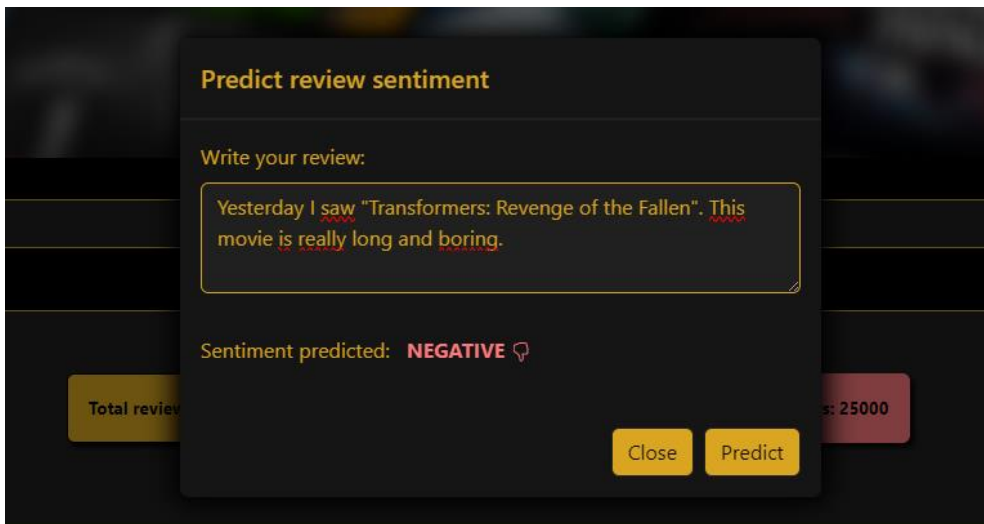 Predict review sentiment
Write your review:
Yesterday I saw "Transformers: Revenge of the Fallen". This
movie is really long and boring.
Sentiment predicted: NEGATIVE
Total
25000
Close Predict